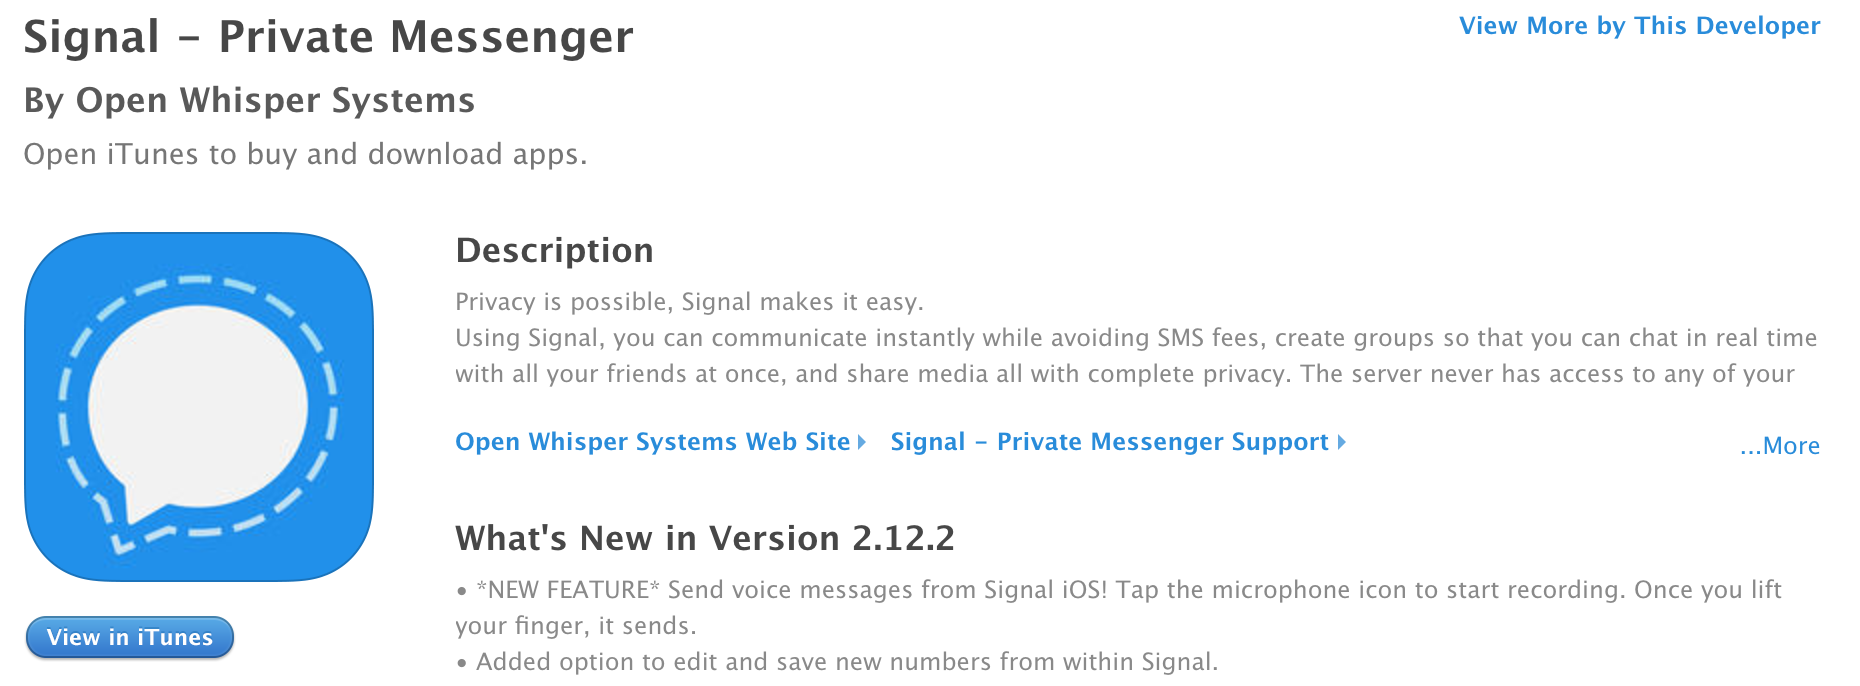 Signal – Private Messenger
View More by This Developer
By Open Whisper Systems
Open iTunes to buy and download apps.
Description
Privacy is possible, Signal makes it easy.
Using Signal, you can communicate instantly while avoiding SMS fees, create groups so that you can chat in real time
with all your friends at once, and share media all with complete privacy. The server never has access to any of your
Open Whisper Systems Web Site
Signal – Private Messenger Support
...More
What's New in Version 2.12.2
• *NEW FEATURE* Send voice messages from Signal iOS! Tap the microphone icon to start recording. Once you lift
your finger, it sends.
• Added option to edit and save new numbers from within Signal.
View in iTunes